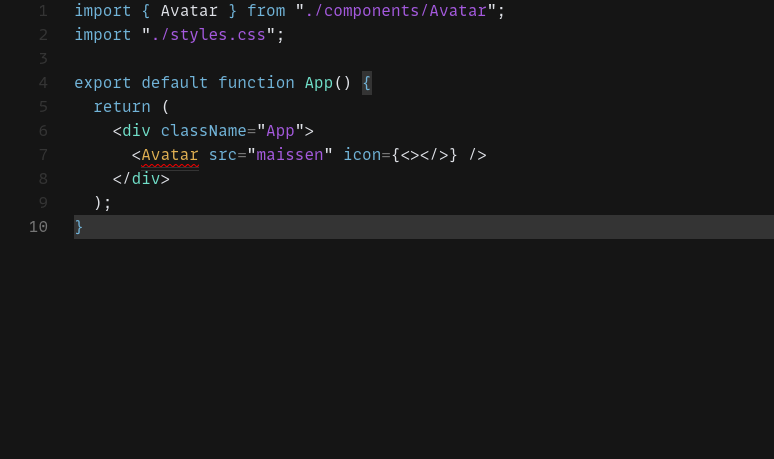 1 import { Avatar } from "./components/Avatar";
2 import "./styles.css";
3
4 export default function App() {
5   return (
6     <div className="App">
7       <Avatar src="maissen" icon={<></>} />
8     </div>
9   );
10 }